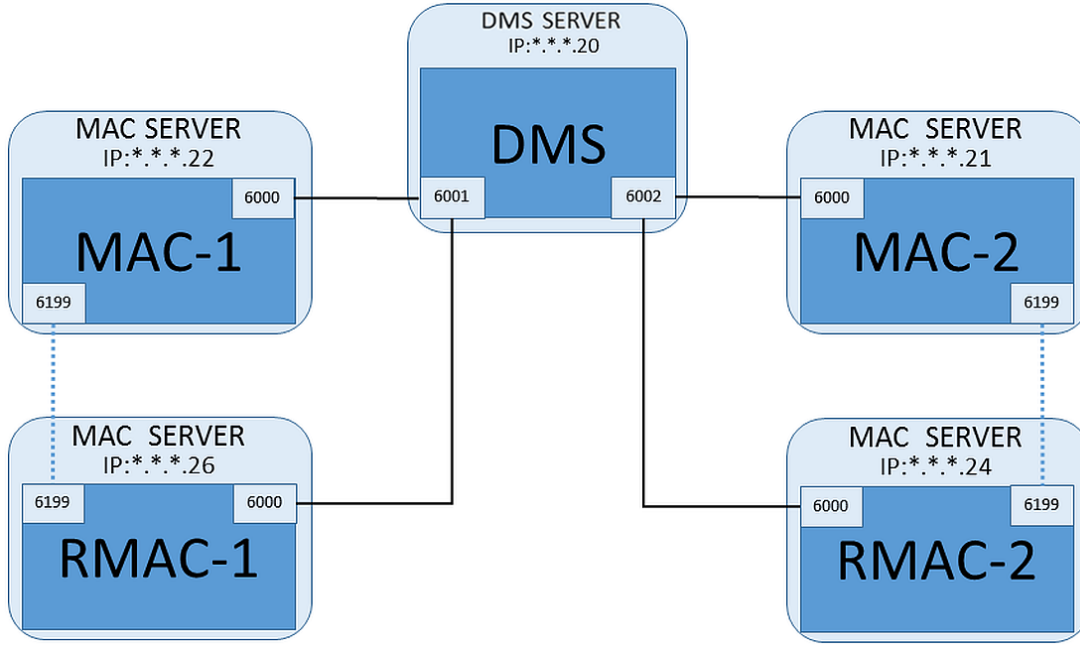 DMS SERVER
IP:*.*.*.20
DMS
6001
6002
MAC SERVER
IP:*.*.*.22
6000
MAC-1
6199
MAC SERVER
IP:*.*.*.21
6000
MAC-2
6199
MAC SERVER
IP:*.*.*.26
6199
6000
RMAC-1
MAC SERVER
IP:*.*.*.24
6000
6199
RMAC-2